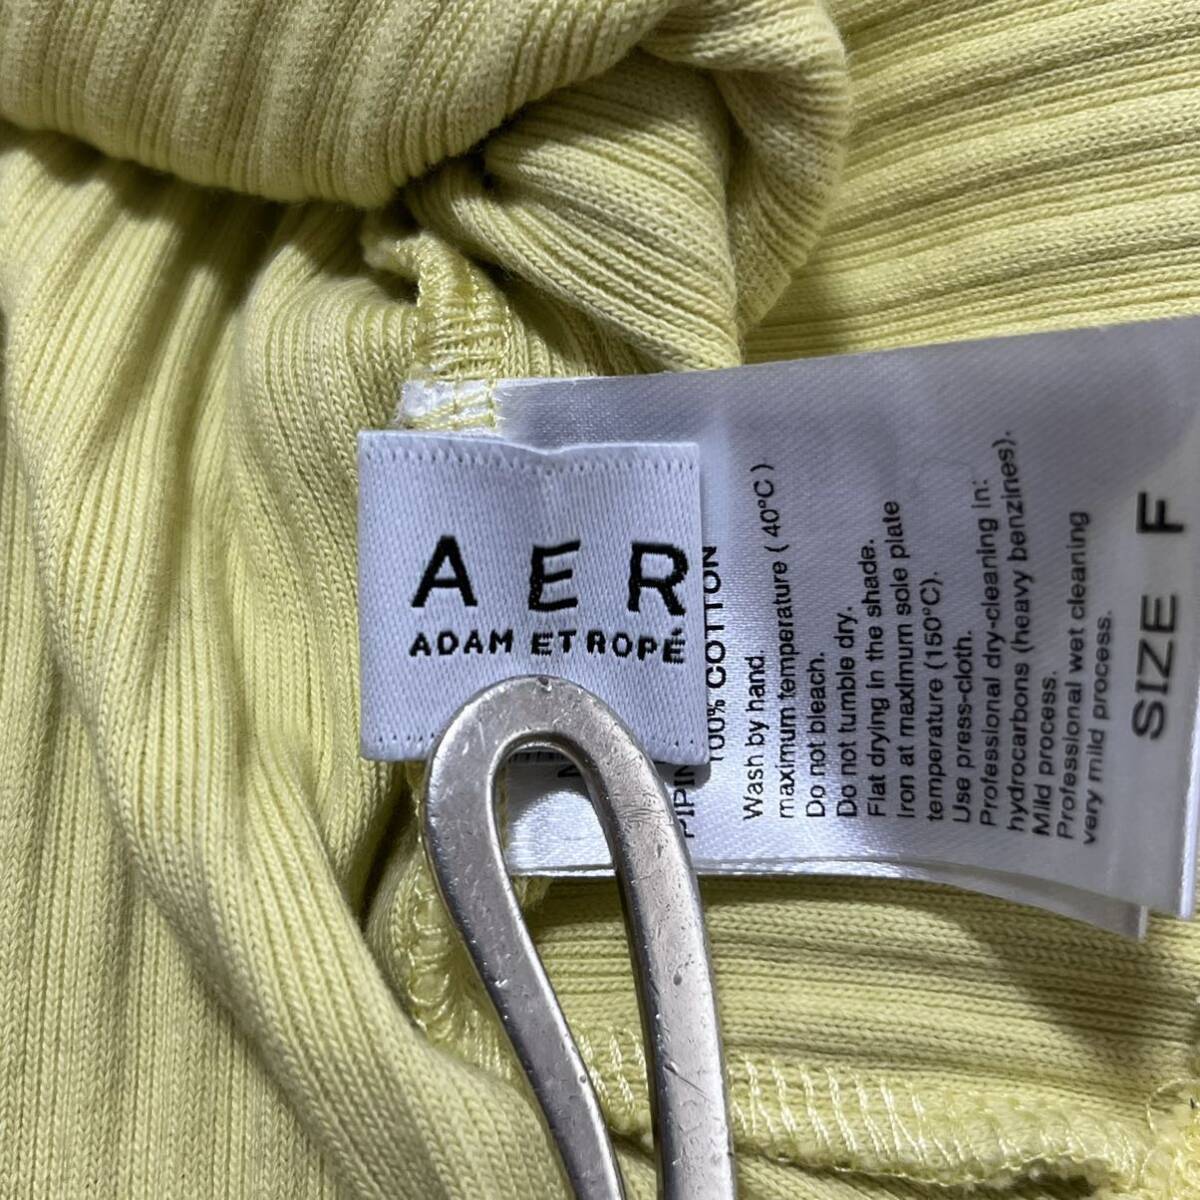 AER
ADAM ET ROPÉ
100% COTTON
Wash by hand.
maximum temperature ( 40°C )
Do not bleach.
Do not tumble dry.
Flat drying in the shade.
Iron at maximum sole plate
temperature (150°C).
Use press-cloth.
Professional dry-cleaning in:
hydrocarbons (heavy benzines).
Mild process.
Professional wet cleaning
very mild process.
SIZE F